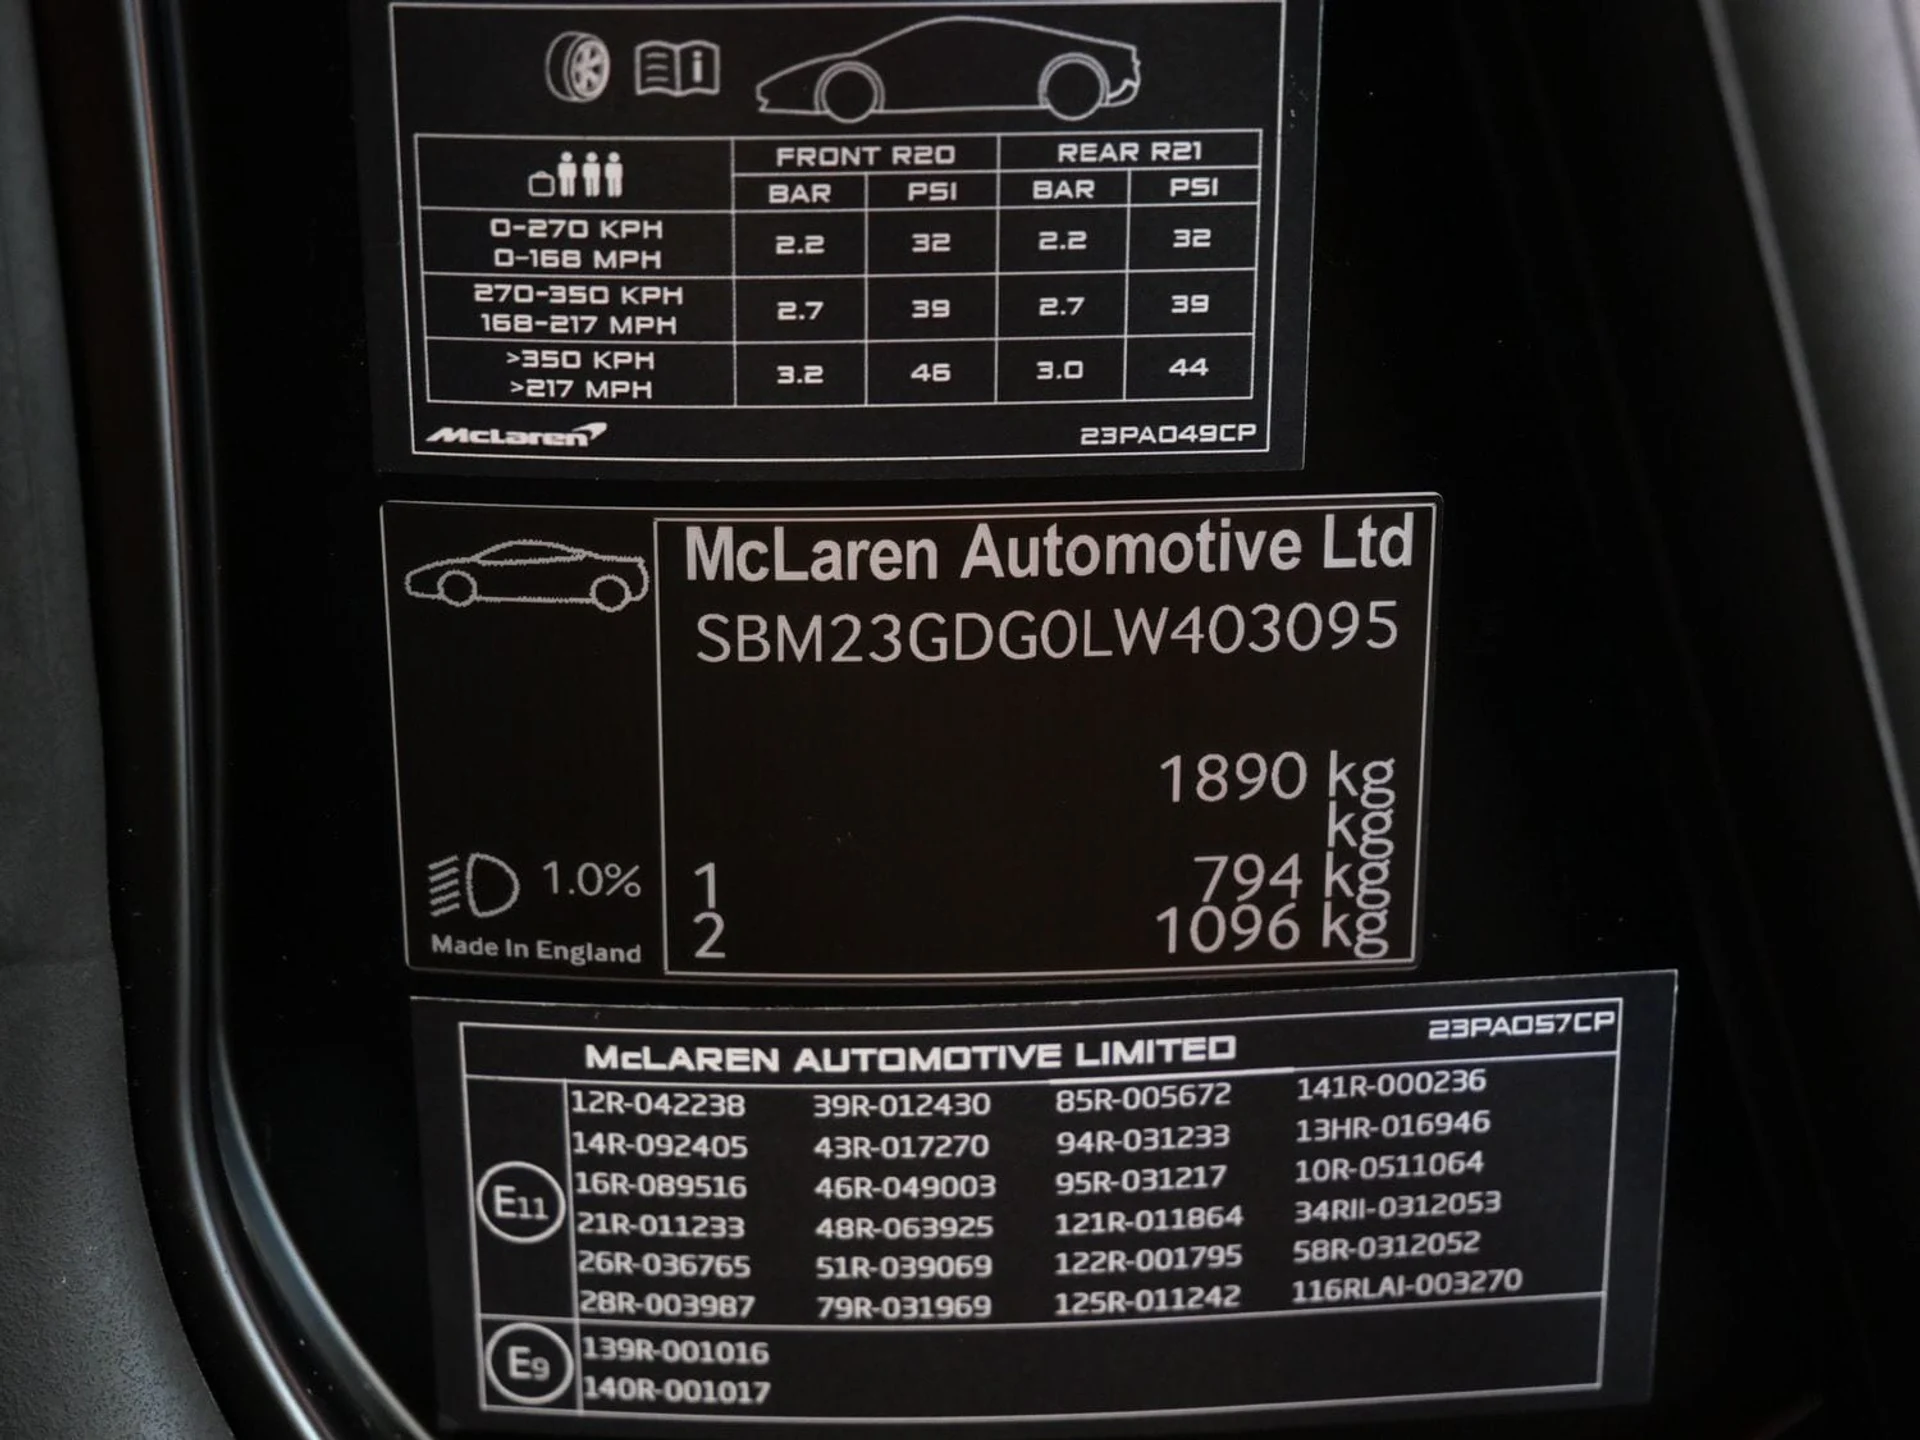 FRONT R20 REAR R21
BAR PSI BAR PSI
0-270 KPH
0-168 MPH
2.2 32 2.2 32
270-350 KPH
168-217 MPH
2.7 39 2.7 39
>350 KPH
>217 MPH
3.2 46 3.0 44
McLaren 23PA049CP
McLaren Automotive Ltd
SBM23GDG0LW403095
1890 kg
kg
1 794 kg
2 1096 kg
1.0%
Made In England
23PA057CP
McLAREN AUTOMOTIVE LIMITED
E11
12R-042238 39R-012430 85R-005672 141R-000236
14R-092405 43R-017270 94R-031233 13HR-016946
16R-089516 46R-049003 95R-031217 10R-0511064
21R-011233 48R-063925 121R-011864 34RII-0312053
26R-036765 51R-039069 122R-001795 58R-0312052
28R-003987 79R-031969 125R-011242 116RLAI-003270
E9
139R-001016
140R-001017